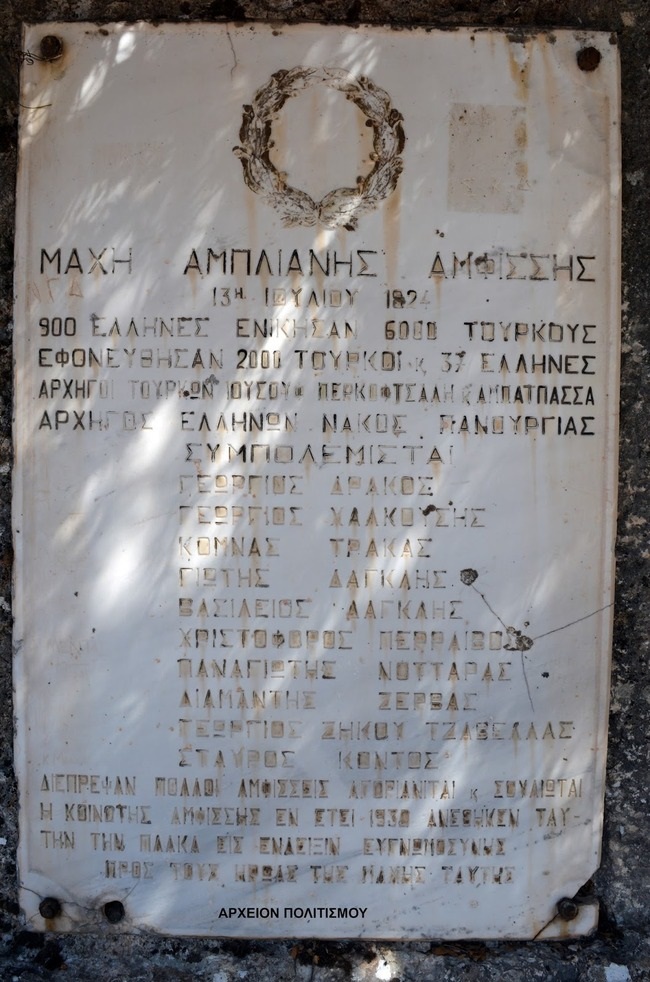 ΜΑΧΗ ΑΜΠΛΙΑΝΗΣ ΑΜΦΙΣΣΗΣ
13Η ΙΟΥΛΙΟΥ 1824
900 ΕΛΛΗΝΕΣ ΕΝΙΚΗΣΑΝ 6000 ΤΟΥΡΚΟΥΣ
ΕΦΟΝΕΥΘΗΣΑΝ 2000 ΤΟΥΡΚΟΙ κ 37 ΕΛΛΗΝΕΣ
ΑΡΧΗΓΟΙ ΤΟΥΡΚΩΝ ΙΟΥΣΟΥΦ ΠΕΡΚΟΦΤΣΑΛΗ κ ΑΜΠΑΤΠΑΣΣΑ
ΑΡΧΗΓΟΣ ΕΛΛΗΝΩΝ ΝΑΚΟΣ ΠΑΝΟΥΡΓΙΑΣ
ΣΥΜΠΟΛΕΜΙΣΤΑΙ
ΓΕΩΡΓΙΟΣ ΔΡΑΚΟΣ
ΓΕΩΡΓΙΟΣ ΧΑΛΚΟΥΣΗΣ
ΚΟΜΝΑΣ ΤΡΑΚΑΣ
ΓΙΩΤΗΣ ΔΑΓΚΛΗΣ
ΒΑΣΙΛΕΙΟΣ ΔΑΓΚΛΗΣ
ΧΡΙΣΤΟΦΟΡΟΣ ΠΕΡΡΑΙΒΟΣ
ΠΑΝΑΓΙΩΤΗΣ ΝΟΥΤΑΡΑΣ
ΔΙΑΜΑΝΤΗΣ ΖΕΡΒΑΣ
ΓΕΩΡΓΙΟΣ ΖΗΚΟΥ ΤΖΑΒΕΛΛΑΣ
ΣΤΑΥΡΟΣ ΚΟΝΤΟΣ
ΔΙΕΠΡΕΨΑΝ ΠΟΛΛΟΙ ΑΜΦΙΣΣΕΙΣ ΑΓΟΡΙΑΝΙΤΑΙ κ ΣΟΥΛΙΩΤΑΙ
Η ΚΟΙΝΟΤΗΣ ΑΜΦΙΣΣΗΣ ΕΝ ΕΤΕΙ 1930 ΑΝΕΘΗΚΕΝ ΤΑΥ-
ΤΗΝ ΤΗΝ ΠΛΑΚΑ ΕΙΣ ΕΝΔΕΙΞΙΝ ΕΥΓΝΩΜΟΣΥΝΗΣ
ΠΡΟΣ ΤΟΥΣ ΗΡΩΑΣ ΤΗΣ ΜΑΧΗΣ ΤΑΥΤΗΣ
ΑΡΧΕΙΟΝ ΠΟΛΙΤΙΣΜΟΥ